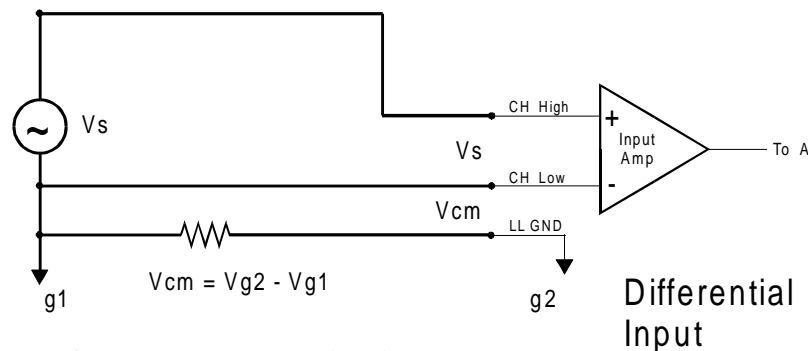 Vs
CH High
+
Input
Amp
To A
Vs
CH Low
-
Vcm
LL GND
Vcm = Vg2 - Vg1
g1
g2
Differential
Input